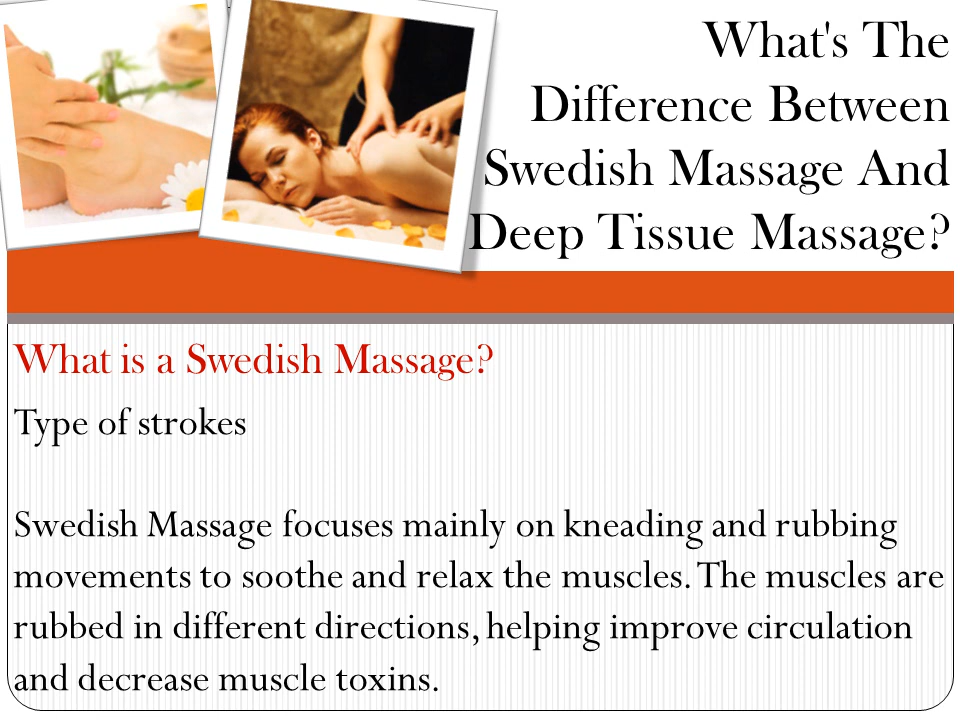 What's The
Difference Between
Swedish Massage And
Deep Tissue Massage?
What is a Swedish Massage?
Type of strokes
Swedish Massage focuses mainly on kneading and rubbing
movements to soothe and relax the muscles. The muscles are
rubbed in different directions, helping improve circulation
and decrease muscle toxins.